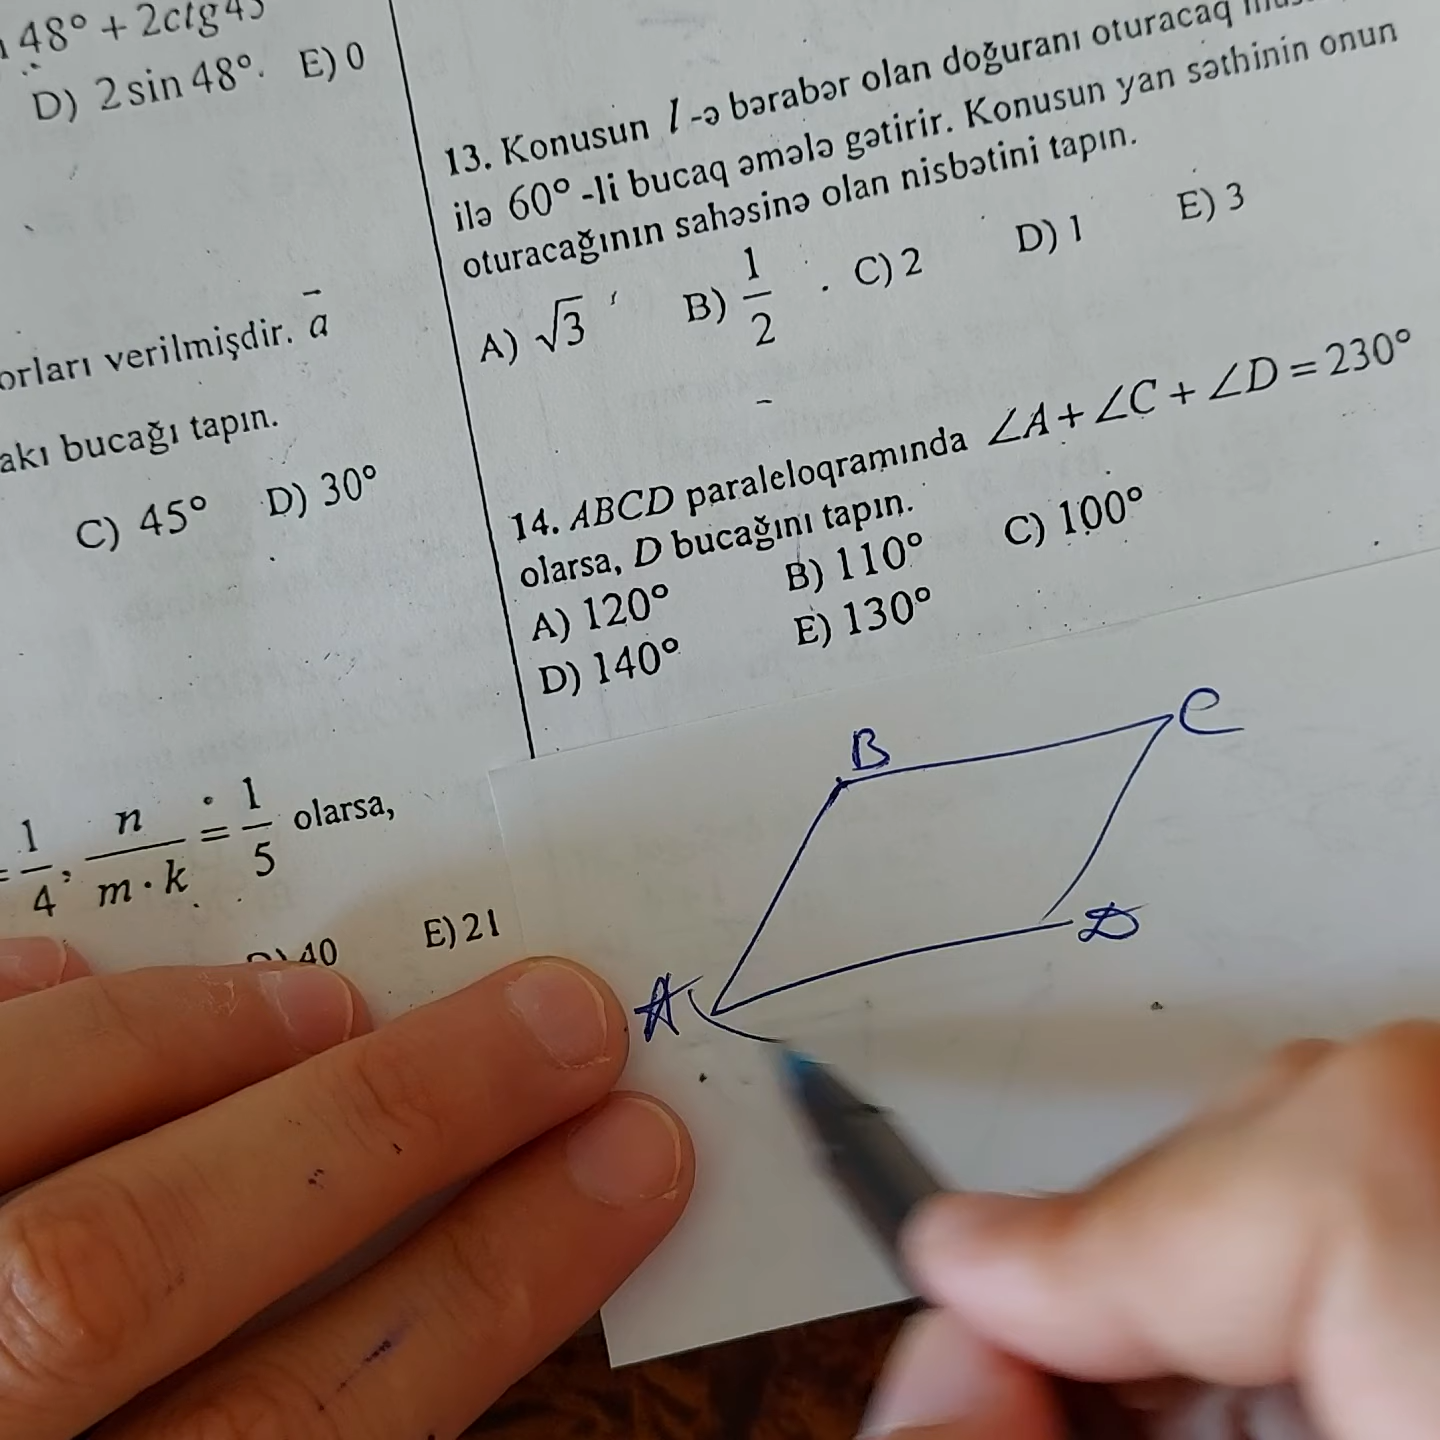 48° + 2ctg45
D) 2 sin 48°. E) 0
verilmişdir. a
bucağı tapın.
C) 45° D) 30°
1/4, n/(m · k) = 1/5 olarsa,
40 E) 21
13. Konusun l -ə bərabər olan doğuranı oturacaq
ilə 60° -li bucaq əmələ gətirir. Konusun yan səthinin onun
oturacağının sahəsinə olan nisbətini tapın.
A) √3 B) 1/2 C) 2 D) 1 E) 3
14. ABCD paraleloqramında ∠A + ∠C + ∠D = 230°
olarsa, D bucağını tapın.
A) 120° B) 110° C) 100°
D) 140° E) 130°
B C
A D